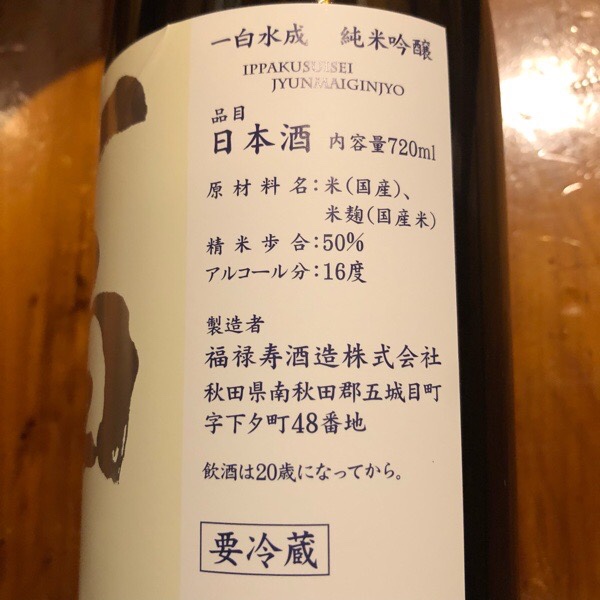 一白水成　純米吟醸
IPPAKUSUISEI
JYUNMAIGINJYO
品目
日本酒 内容量720ml
原材料名：米（国産）、
米麹（国産米）
精米歩合：50%
アルコール分：16度
製造者
福禄寿酒造株式会社
秋田県南秋田郡五城目町
字下夕町48番地
飲酒は20歳になってから。
要冷蔵